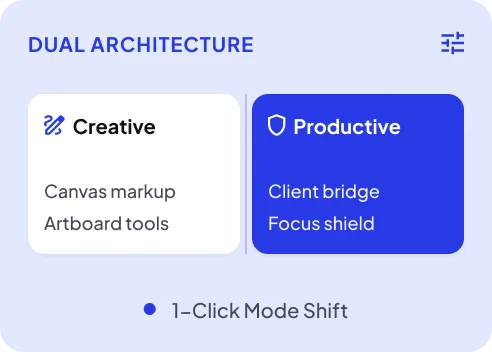 DUAL ARCHITECTURE
Creative
Canvas markup
Artboard tools
Productive
Client bridge
Focus shield
1–Click Mode Shift